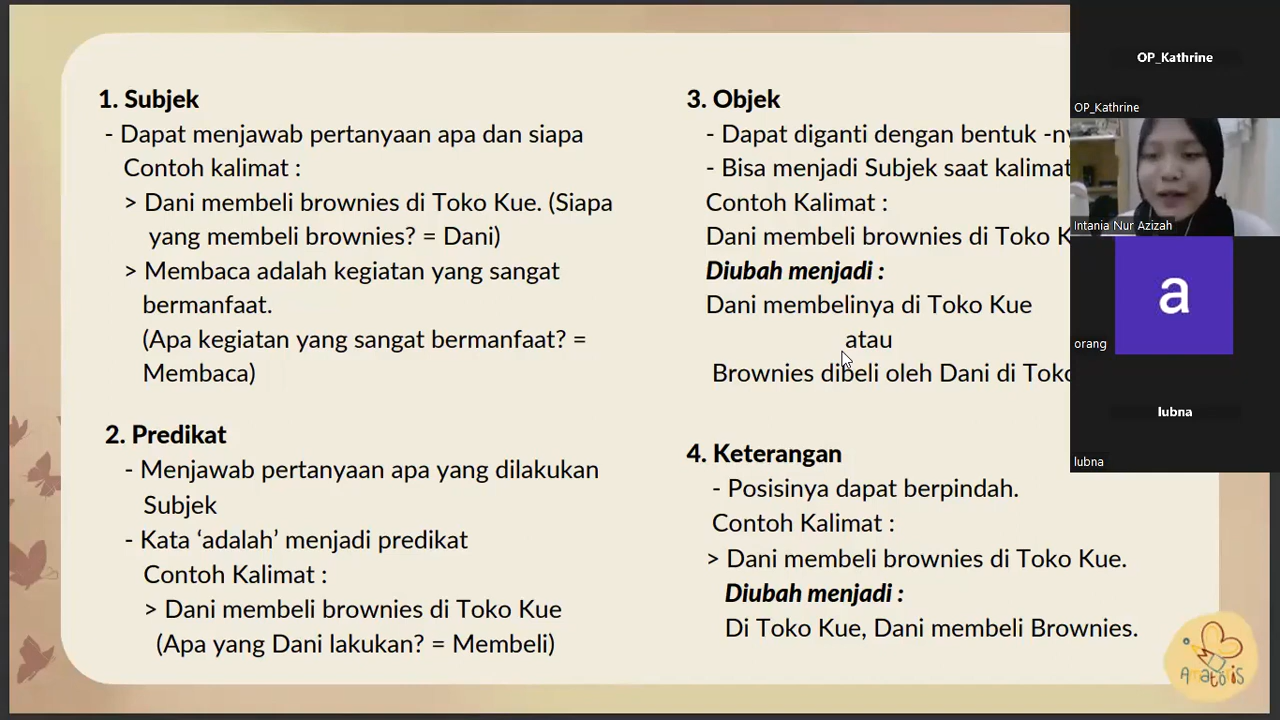 1. Subjek
- Dapat menjawab pertanyaan apa dan siapa
Contoh kalimat :
> Dani membeli brownies di Toko Kue. (Siapa
yang membeli brownies? = Dani)
> Membaca adalah kegiatan yang sangat
bermanfaat.
(Apa kegiatan yang sangat bermanfaat? =
Membaca)
2. Predikat
- Menjawab pertanyaan apa yang dilakukan
Subjek
- Kata ‘adalah’ menjadi predikat
Contoh Kalimat :
> Dani membeli brownies di Toko Kue
(Apa yang Dani lakukan? = Membeli)
3. Objek
- Dapat diganti dengan bentuk
- Bisa menjadi Subjek saat kalimat
Contoh Kalimat :
Dani membeli brownies di Toko
Diubah menjadi :
Dani membelinya di Toko Kue
atau
Brownies dibeli oleh Dani di Toko
4. Keterangan
- Posisinya dapat berpindah.
Contoh Kalimat :
> Dani membeli brownies di Toko Kue.
Diubah menjadi :
Di Toko Kue, Dani membeli Brownies.
Amatoris
OP_Kathrine
OP_Kathrine
Intania Nur Azizah
a
orang
lubna
lubna